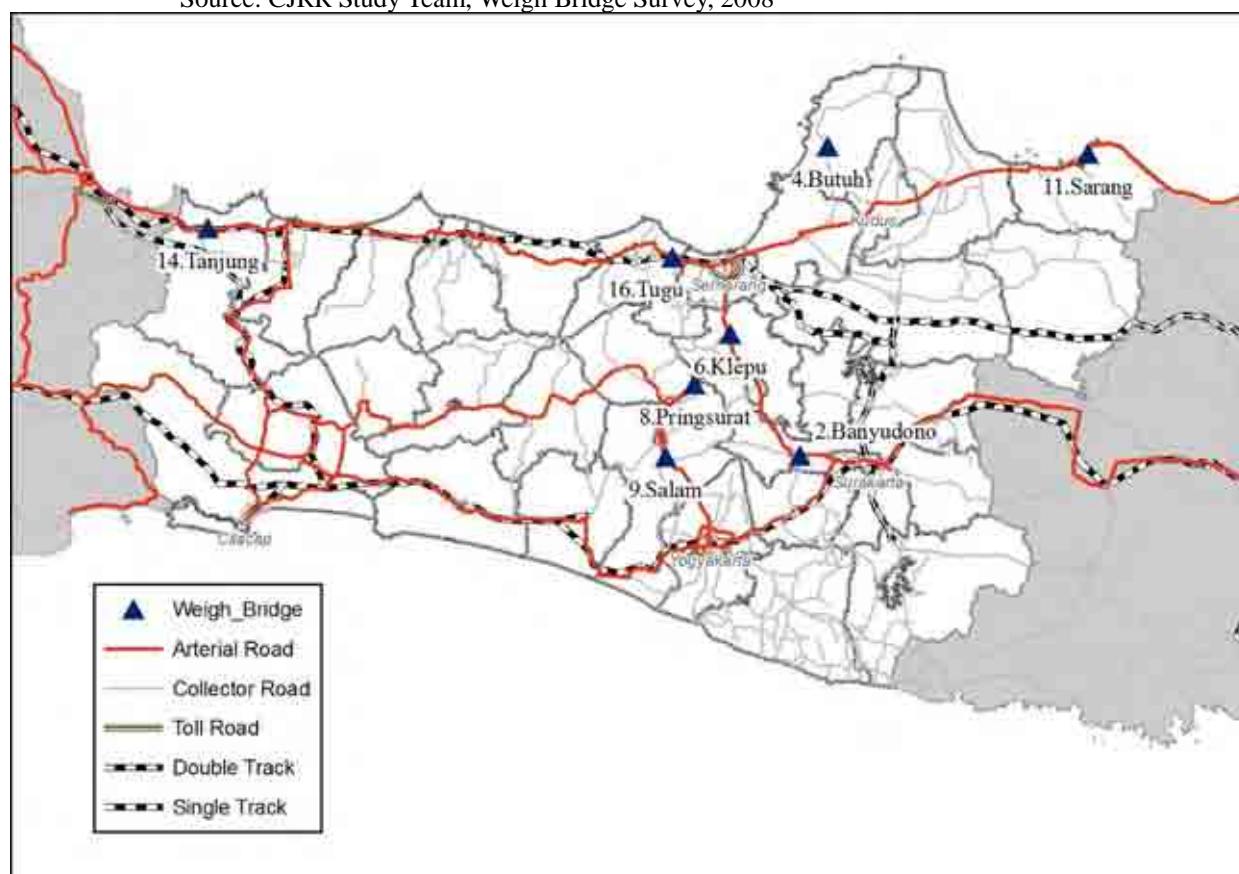 Source: CJRR Study Team, Weigh Bridge Survey, 2008
4.Butuh
11.Sarang
Kudus
14.Tanjung
16.Tugu
Semarang
6.Klepu
8.Pringsurat
2.Banyudono
Surakarta
9.Salam
Cilacap
Yogyakarta
Weigh_Bridge
Arterial Road
Collector Road
Toll Road
Double Track
Single Track